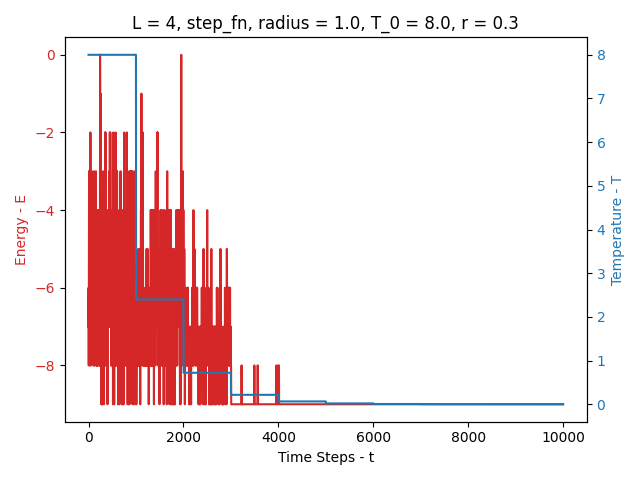 L = 4, step_fn, radius = 1.0, T_0 = 8.0, r = 0.3
0
−2
−4
−6
−8
Energy - E
8
7
6
5
4
3
2
1
0
Temperature - T
0 2000 4000 6000 8000 10000
Time Steps - t